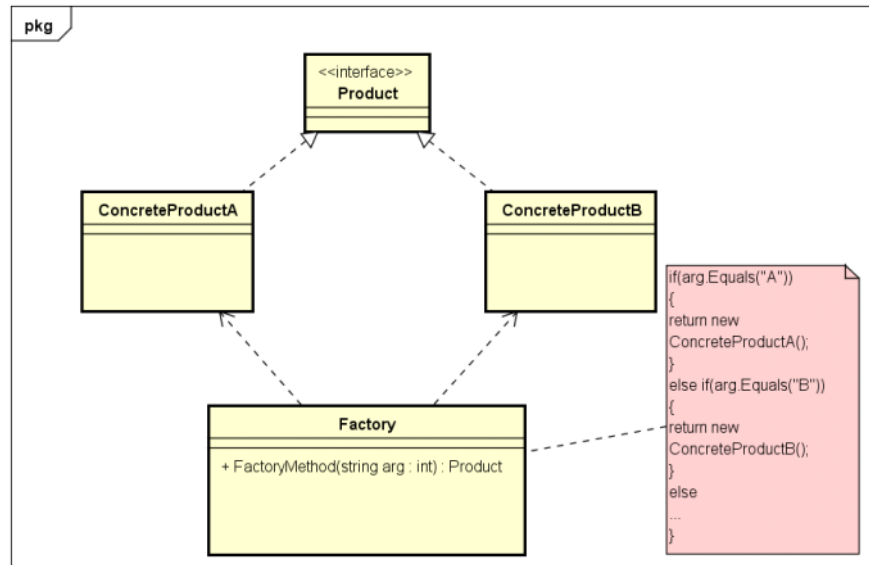 pkg
<<interface>>
Product
ConcreteProductA
ConcreteProductB
if(arg.Equals("A"))
{
return new
ConcreteProductA();
}
else if(arg.Equals("B"))
{
return new
ConcreteProductB();
}
else
...
}
Factory
+ FactoryMethod(string arg : int) : Product